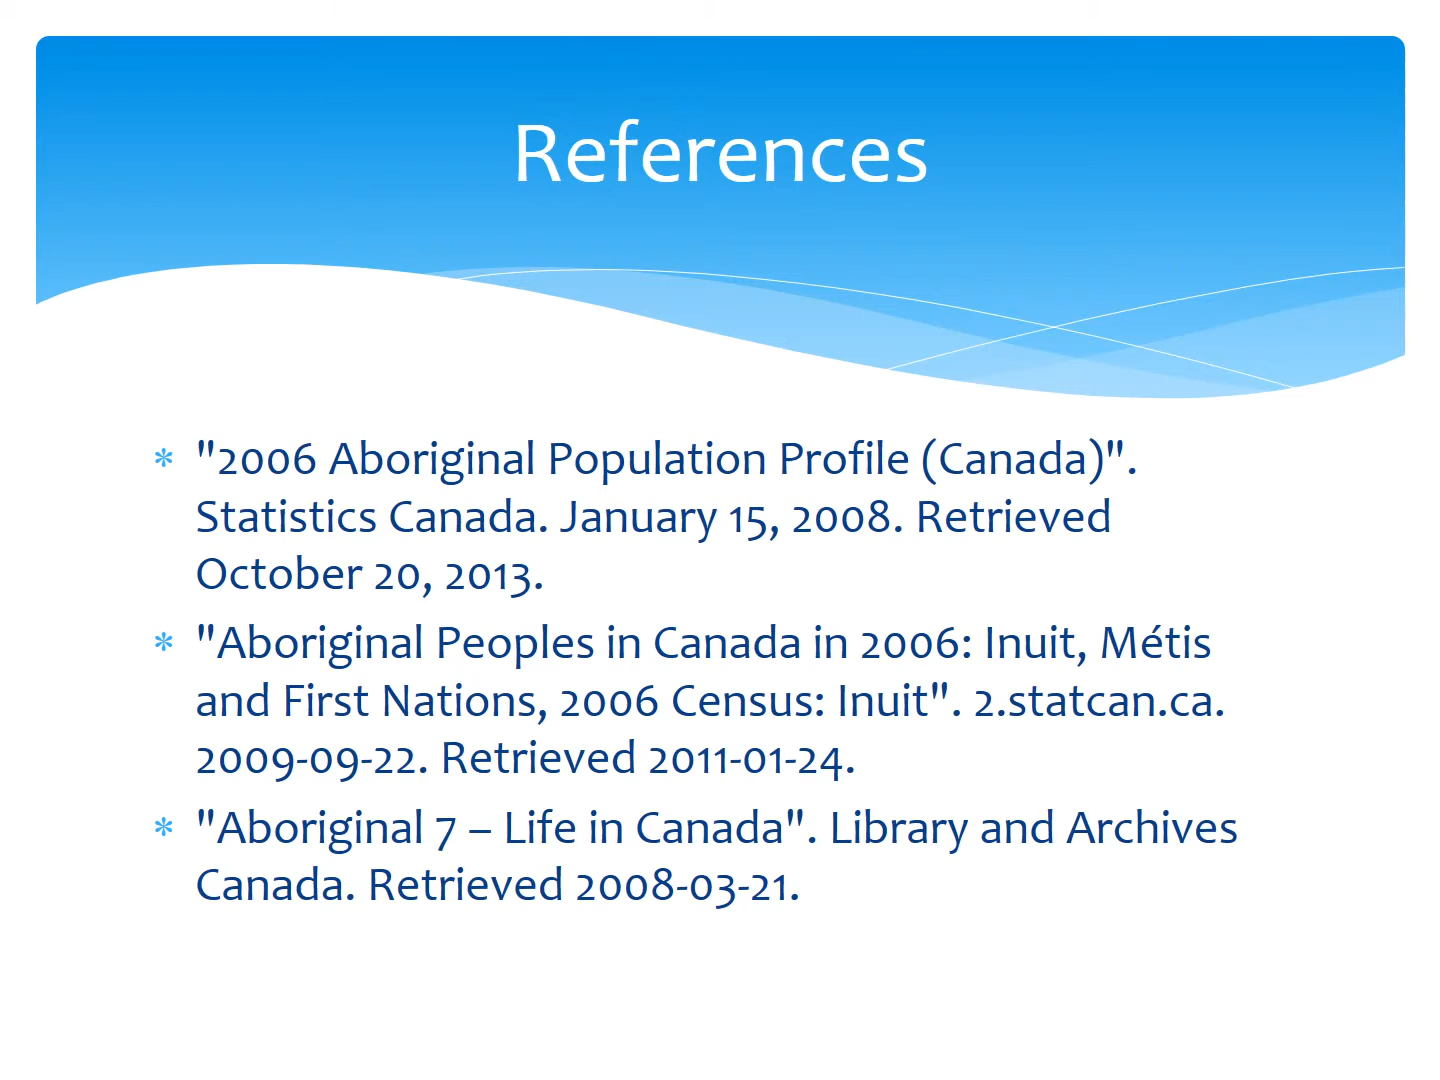 References
* "2006 Aboriginal Population Profile (Canada)".
Statistics Canada. January 15, 2008. Retrieved
October 20, 2013.
* "Aboriginal Peoples in Canada in 2006: Inuit, Métis
and First Nations, 2006 Census: Inuit". 2.statcan.ca.
2009-09-22. Retrieved 2011-01-24.
* "Aboriginal 7 – Life in Canada". Library and Archives
Canada. Retrieved 2008-03-21.